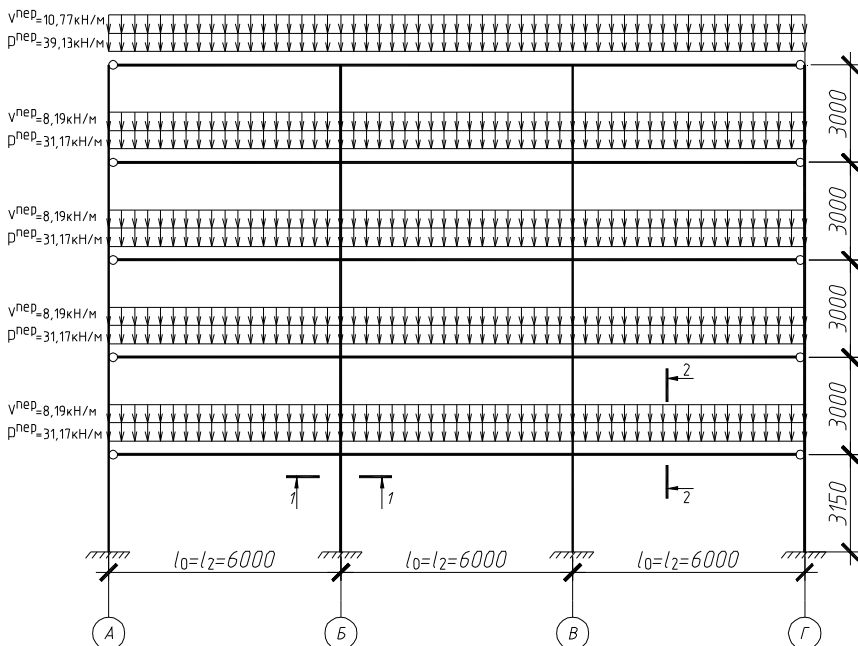 vпер=10,77кН/м
pпер=39,13кН/м
3000
vпер=8,19кН/м
pпер=31,17кН/м
3000
vпер=8,19кН/м
pпер=31,17кН/м
3000
vпер=8,19кН/м
pпер=31,17кН/м
3000
2
vпер=8,19кН/м
pпер=31,17кН/м
1
1
2
3150
l0=l2=6000
l0=l2=6000
l0=l2=6000
А
Б
В
Г